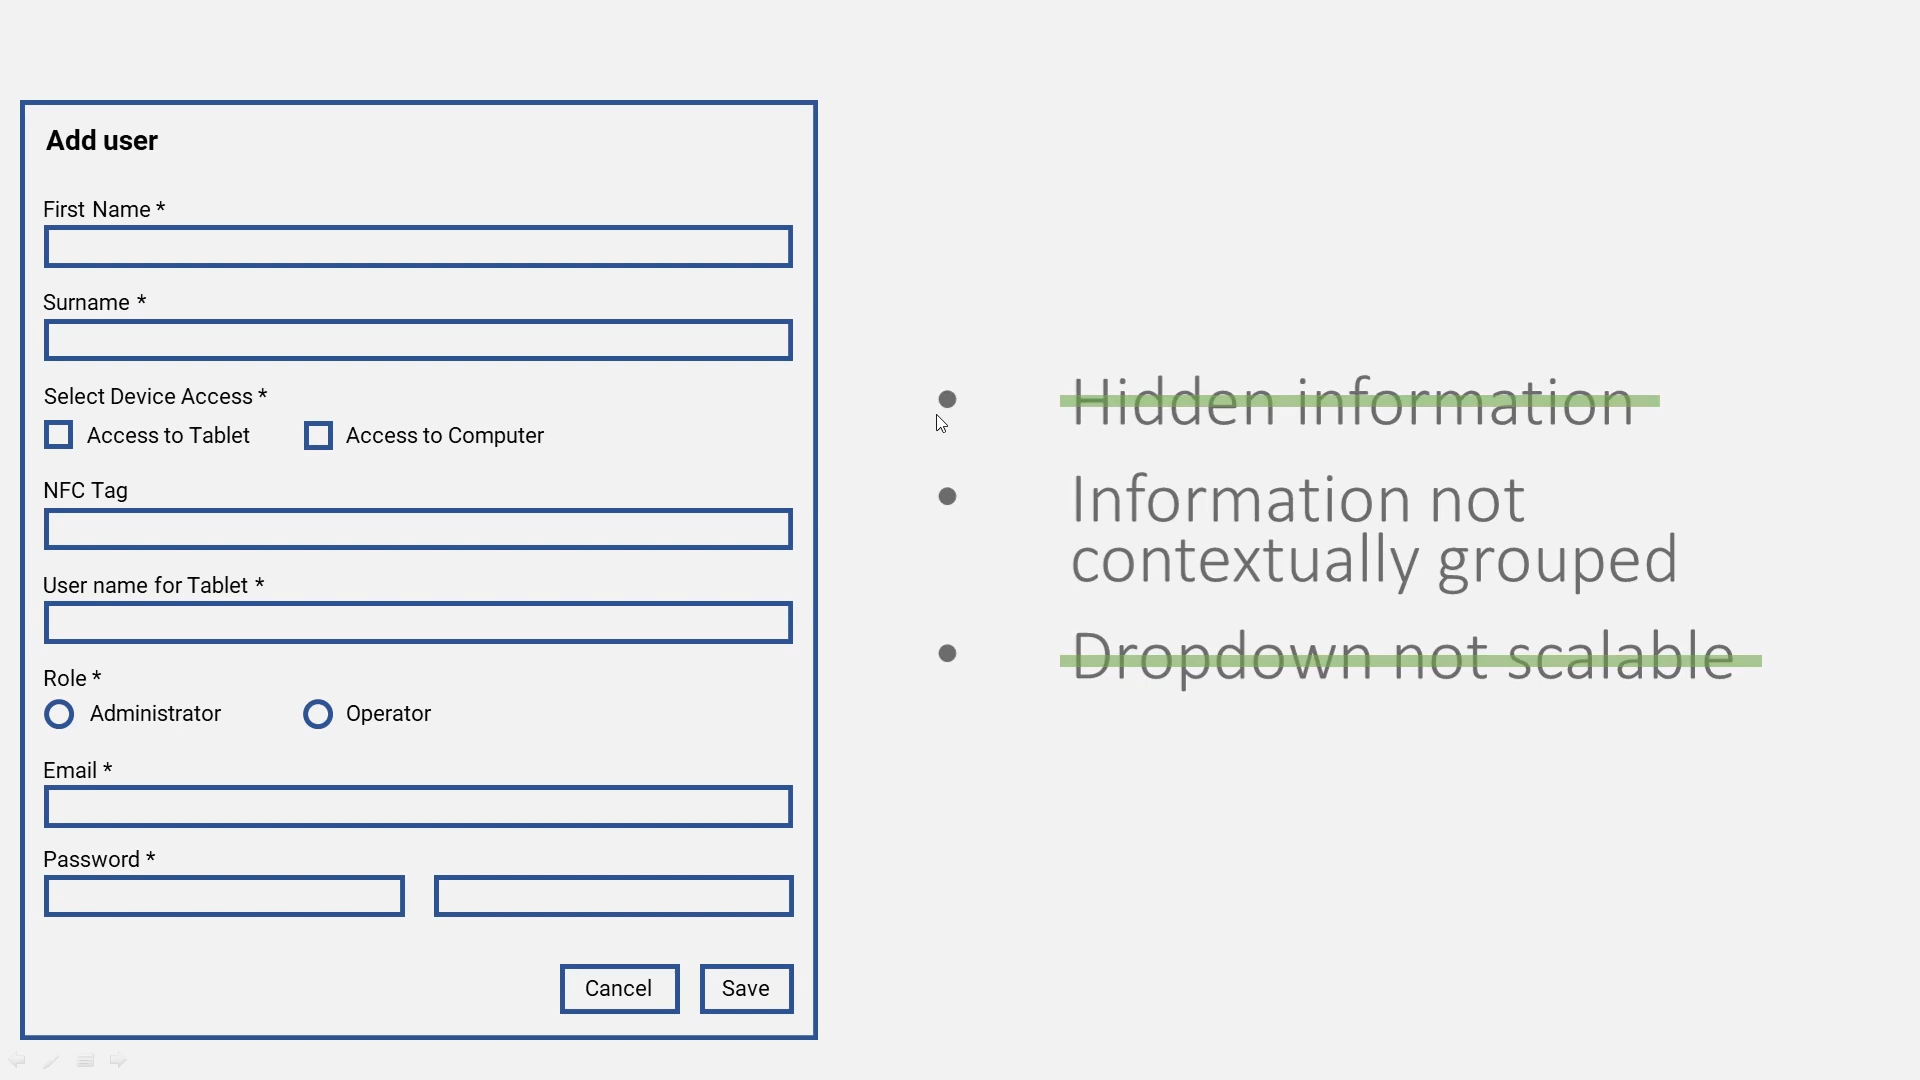 Add user
First Name *
Surname *
Select Device Access *
Access to Tablet Access to Computer
NFC Tag
User name for Tablet *
Role *
Administrator Operator
Email *
Password *
Cancel Save
• Hidden information
• Information not
contextually grouped
• Dropdown not scalable